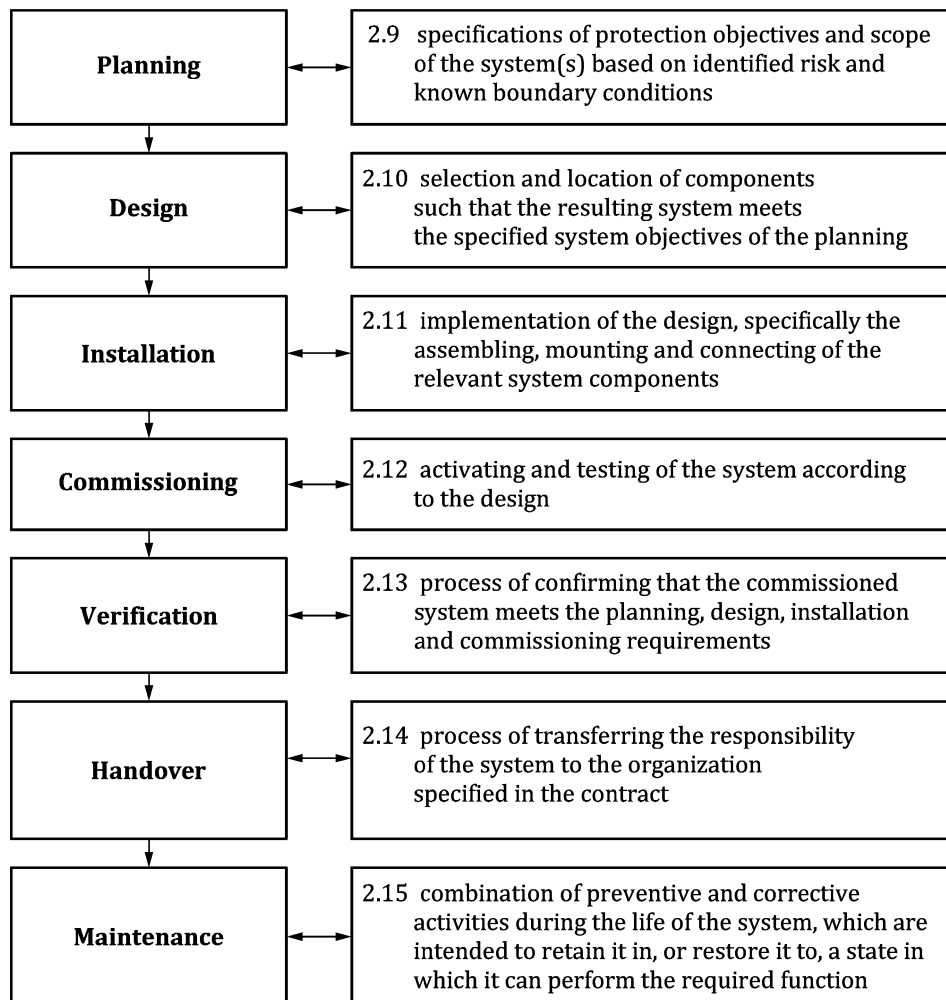 Planning
2.9 specifications of protection objectives and scope
of the system(s) based on identified risk and
known boundary conditions
Design
2.10 selection and location of components
such that the resulting system meets
the specified system objectives of the planning
Installation
2.11 implementation of the design, specifically the
assembling, mounting and connecting of the
relevant system components
Commissioning
2.12 activating and testing of the system according
to the design
Verification
2.13 process of confirming that the commissioned
system meets the planning, design, installation
and commissioning requirements
Handover
2.14 process of transferring the responsibility
of the system to the organization
specified in the contract
Maintenance
2.15 combination of preventive and corrective
activities during the life of the system, which are
intended to retain it in, or restore it to, a state in
which it can perform the required function